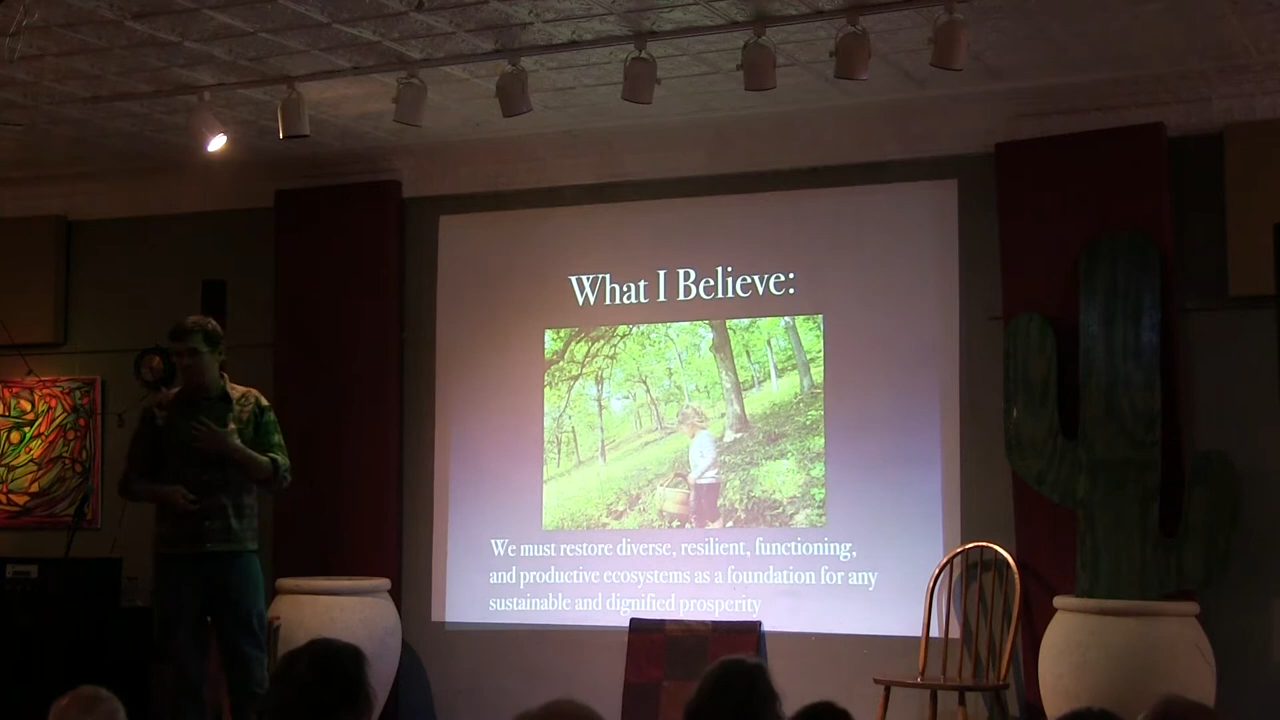 What I Believe:
We must restore diverse, resilient, functioning,
and productive ecosystems as a foundation for any
sustainable and dignified prosperity